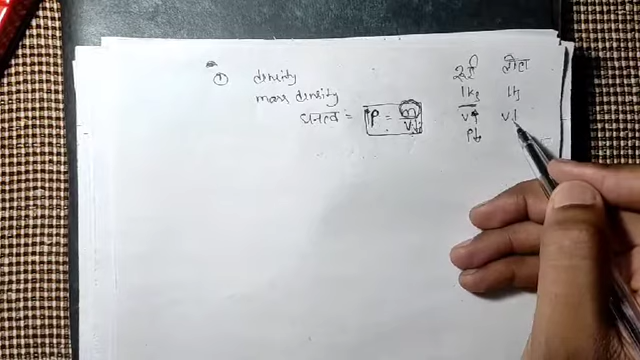 ① density
mass density
घनत्व = ρ = m/V↓
रूई लोहा
1kg 1kg
V↑ V↓
ρ↓